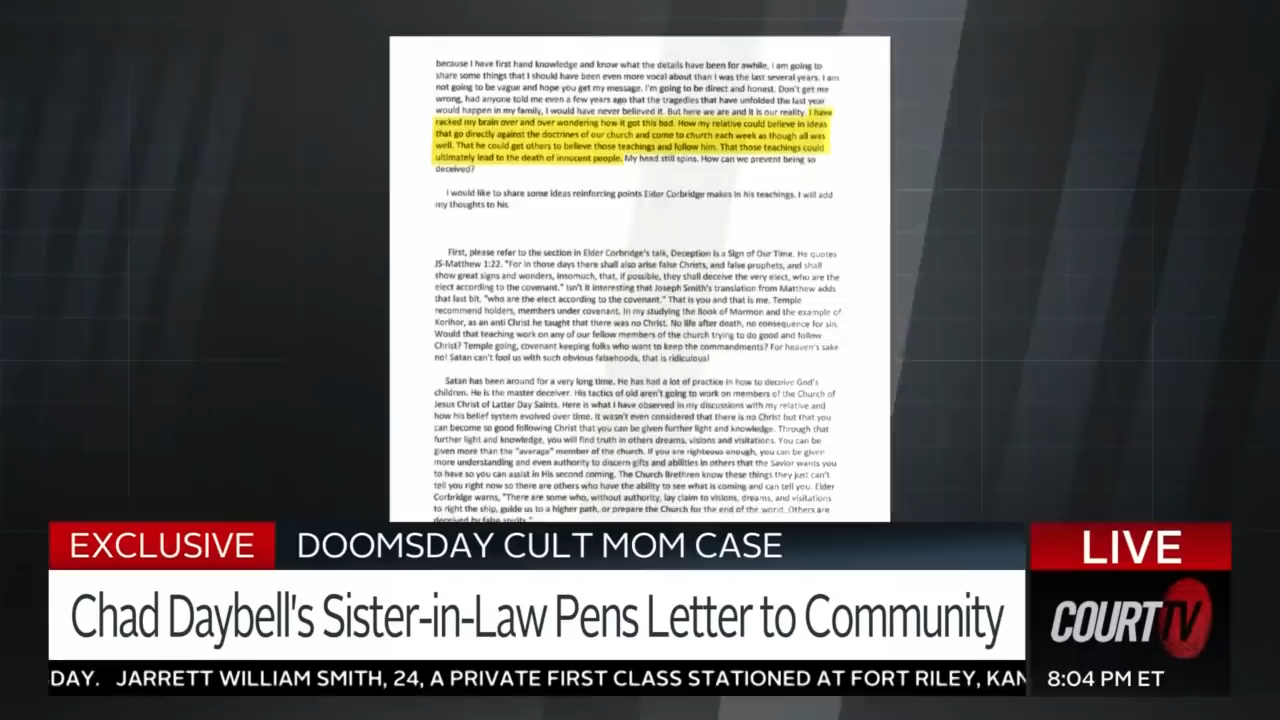 because I have first hand knowledge and know what the details have been for awhile, I am going to
share some things that I should have been even more vocal about than I was the last several years. I am
not going to be vague and hope you get my message. I'm going to be direct and honest. Don't get me
wrong, had anyone told me even a few years ago that the tragedies that have unfolded the last year
would happen in my family, I would have never believed it. But here we are and it is our reality. I have
racked my brain over and over wondering how it got this bad. How my relative could believe in ideas
that go directly against the doctrines of our church and come to church each week as though all was
well. That he could get others to believe those teachings and follow him. That those teachings could
ultimately lead to the death of innocent people. My head still spins. How can we prevent being so
deceived?
I would like to share some ideas reinforcing points Elder Corbridge makes in his teachings. I will add
my thoughts to his.
First, please refer to the section in Elder Corbridge's talk, Deception is a Sign of Our Time. He quotes
JS-Matthew 1:22. "For in those days there shall also arise false Christs, and false prophets, and shall
show great signs and wonders, insomuch, that, if possible, they shall deceive the very elect, who are the
elect according to the covenant." Isn't it interesting that Joseph Smith's translation from Matthew adds
that last bit, "who are the elect according to the covenant." That is you and that is me. Temple
recommend holders, members under covenant. In my studying the Book of Mormon and the example of
Korihor, as an anti Christ he taught that there was no Christ. No life after death, no consequence for sin.
Would that teaching work on any of our fellow members of the church trying to do good and follow
Christ? Temple going, covenant keeping folks who want to keep the commandments? For heaven's sake
no! Satan can't fool us with such obvious falsehoods, that is ridiculous!
Satan has been around for a very long time. He has had a lot of practice in how to deceive God's
children. He is the master deceiver. His tactics of old aren't going to work on members of the Church of
Jesus Christ of Latter Day Saints. Here is what I have observed in my discussions with my relative and
how his belief system evolved over time. It wasn't even considered that there is no Christ but that you
can become so good following Christ that you can be given further light and knowledge. Through that
further light and knowledge, you will find truth in others dreams, visions and visitations. You can be
given more than the "average" member of the church. If you are righteous enough, you can be given
more understanding and even authority to discern gifts and abilities in others that the Savior wants you
to have so you can assist in His second coming. The Church Brethren know these things they just can't
tell you right now so there are others who have the ability to see what is coming and can tell you. Elder
Corbridge warns, "There are some who, without authority, lay claim to visions, dreams, and visitations
to right the ship, guide us to a higher path, or prepare the Church for the end of the world. Others are
deceived by false spirits."
EXCLUSIVE DOOMSDAY CULT MOM CASE
LIVE
Chad Daybell's Sister-in-Law Pens Letter to Community
COURT TV
DAY. JARRETT WILLIAM SMITH, 24, A PRIVATE FIRST CLASS STATIONED AT FORT RILEY, KAN
8:04 PM ET